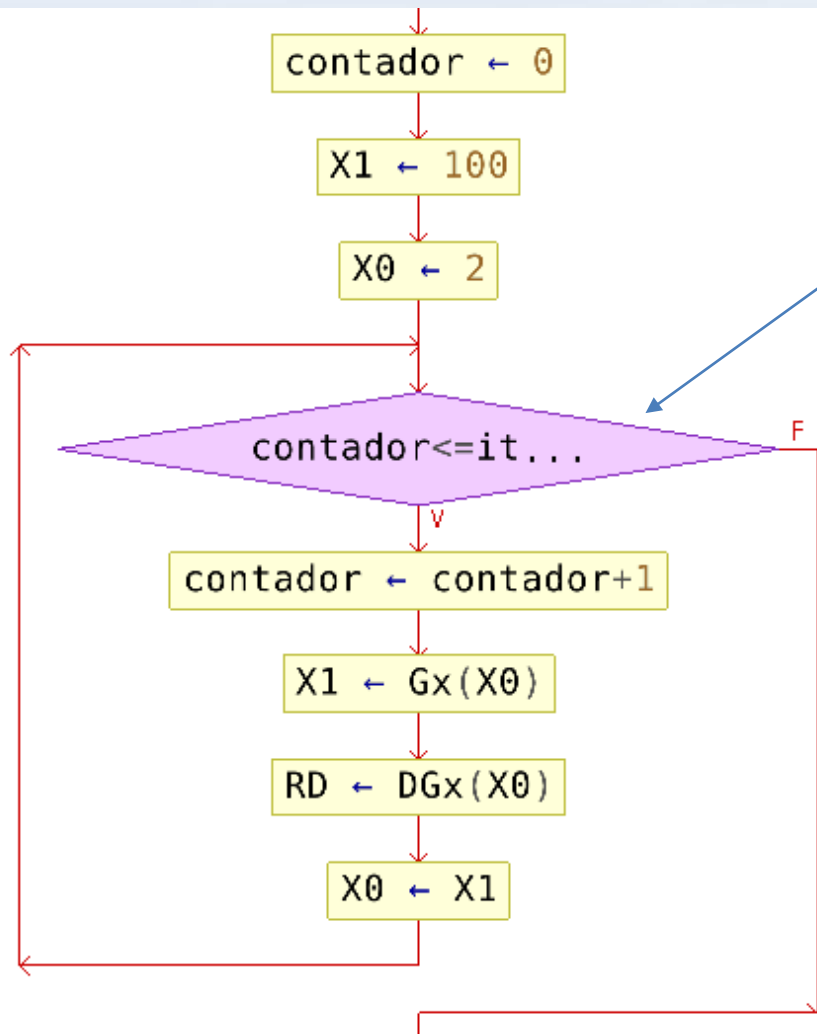 contador ← 0
X1 ← 100
X0 ← 2
contador<=it...
F
V
contador ← contador+1
X1 ← Gx(X0)
RD ← DGx(X0)
X0 ← X1